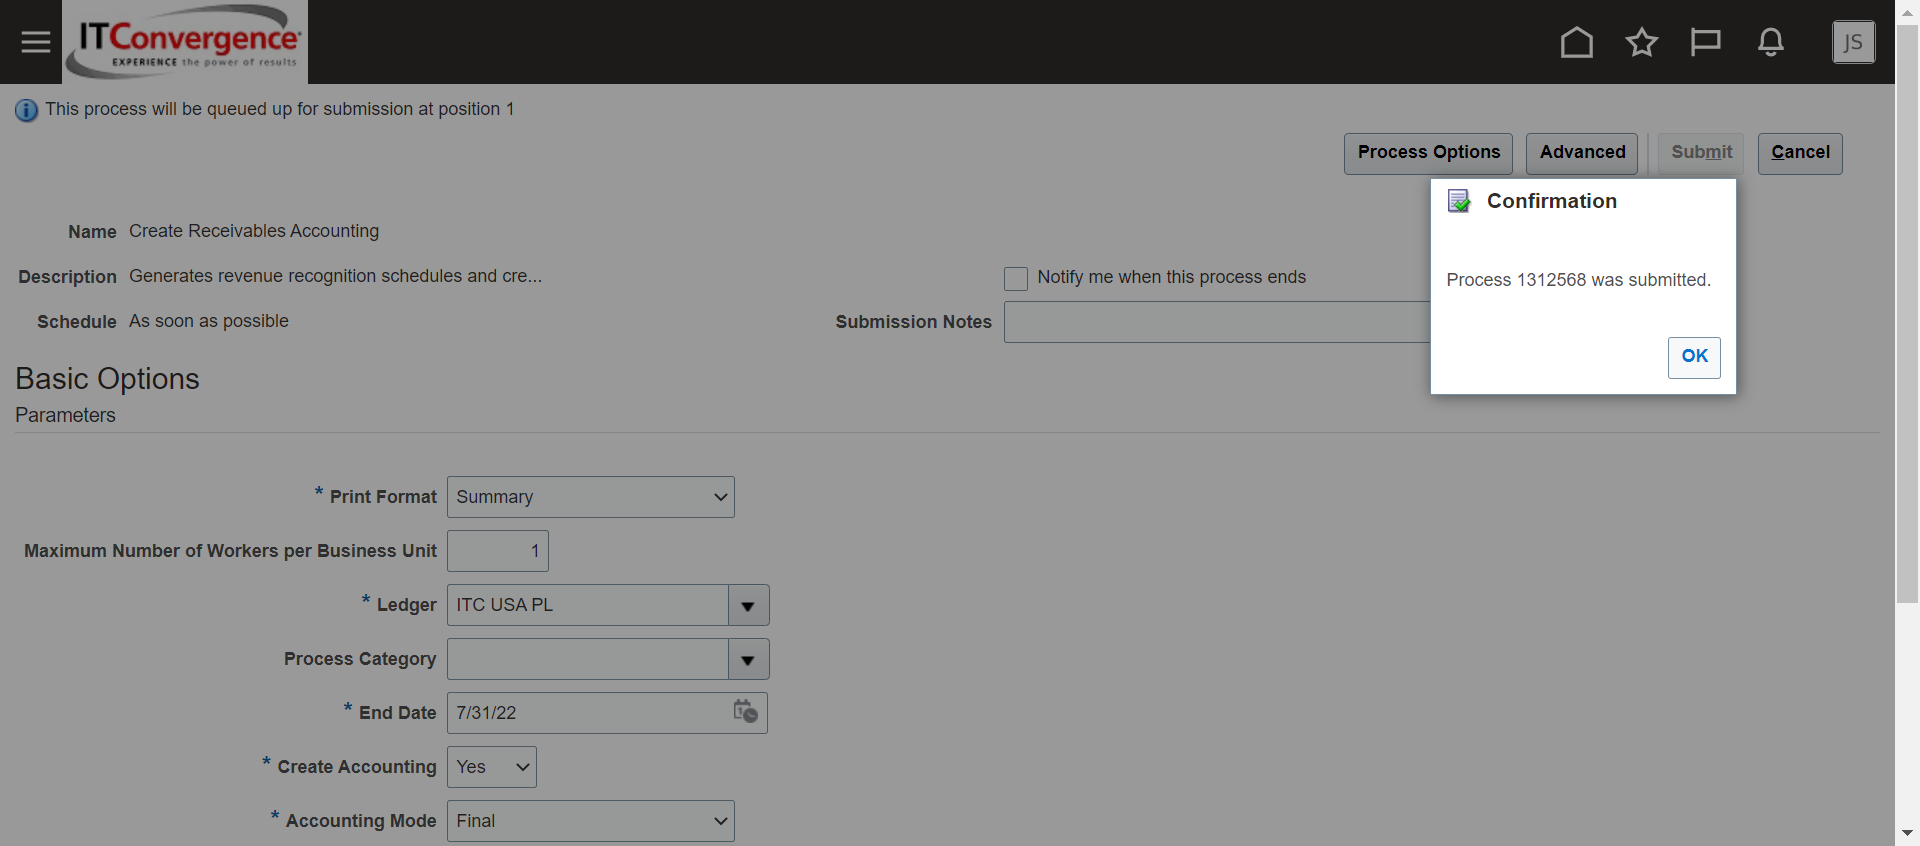 ITConvergence
EXPERIENCE the power of results
JS
This process will be queued up for submission at position 1
Process Options
Advanced
Submit
Cancel
Confirmation
Process 1312568 was submitted.
OK
Name Create Receivables Accounting
Description Generates revenue recognition schedules and cre...
Notify me when this process ends
Schedule As soon as possible
Submission Notes
Basic Options
Parameters
* Print Format Summary
Maximum Number of Workers per Business Unit 1
* Ledger ITC USA PL
Process Category
* End Date 7/31/22
* Create Accounting Yes
* Accounting Mode Final